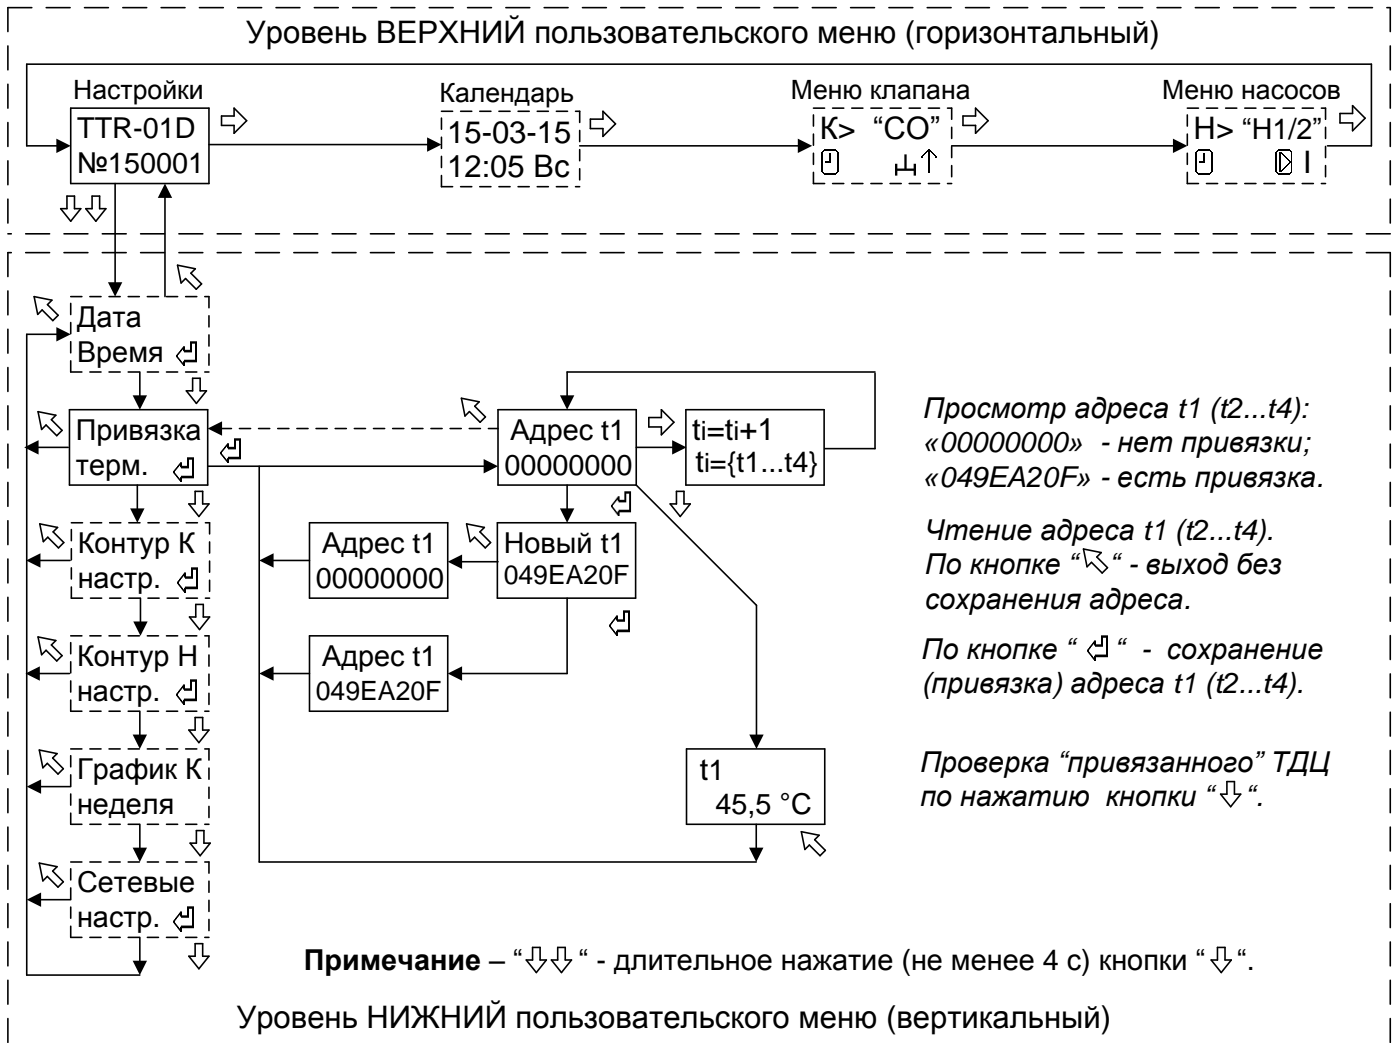 Уровень ВЕРХНИЙ пользовательского меню (горизонтальный)
Настройки
TTR-01D
№150001
Календарь
15-03-15
12:05 Вс
Меню клапана
К> “СО”
Меню насосов
Н> “Н1/2”
I
Дата
Время
Привязка
терм.
Контур К
настр.
Контур Н
настр.
График К
неделя
Сетевые
настр.
Адрес t1
00000000
ti=ti+1
ti={t1...t4}
Адрес t1
00000000
Новый t1
049EA20F
Адрес t1
049EA20F
t1
45,5 °C
Просмотр адреса t1 (t2...t4):
«00000000» - нет привязки;
«049EA20F» - есть привязка.
Чтение адреса t1 (t2...t4).
По кнопке “⇖“ - выход без
сохранения адреса.
По кнопке “ ⏎ “ - сохранение
(привязка) адреса t1 (t2...t4).
Проверка “привязанного” ТДЦ
по нажатию кнопки “⇩“.
Примечание – “⇩⇩“ - длительное нажатие (не менее 4 с) кнопки “⇩“.
Уровень НИЖНИЙ пользовательского меню (вертикальный)